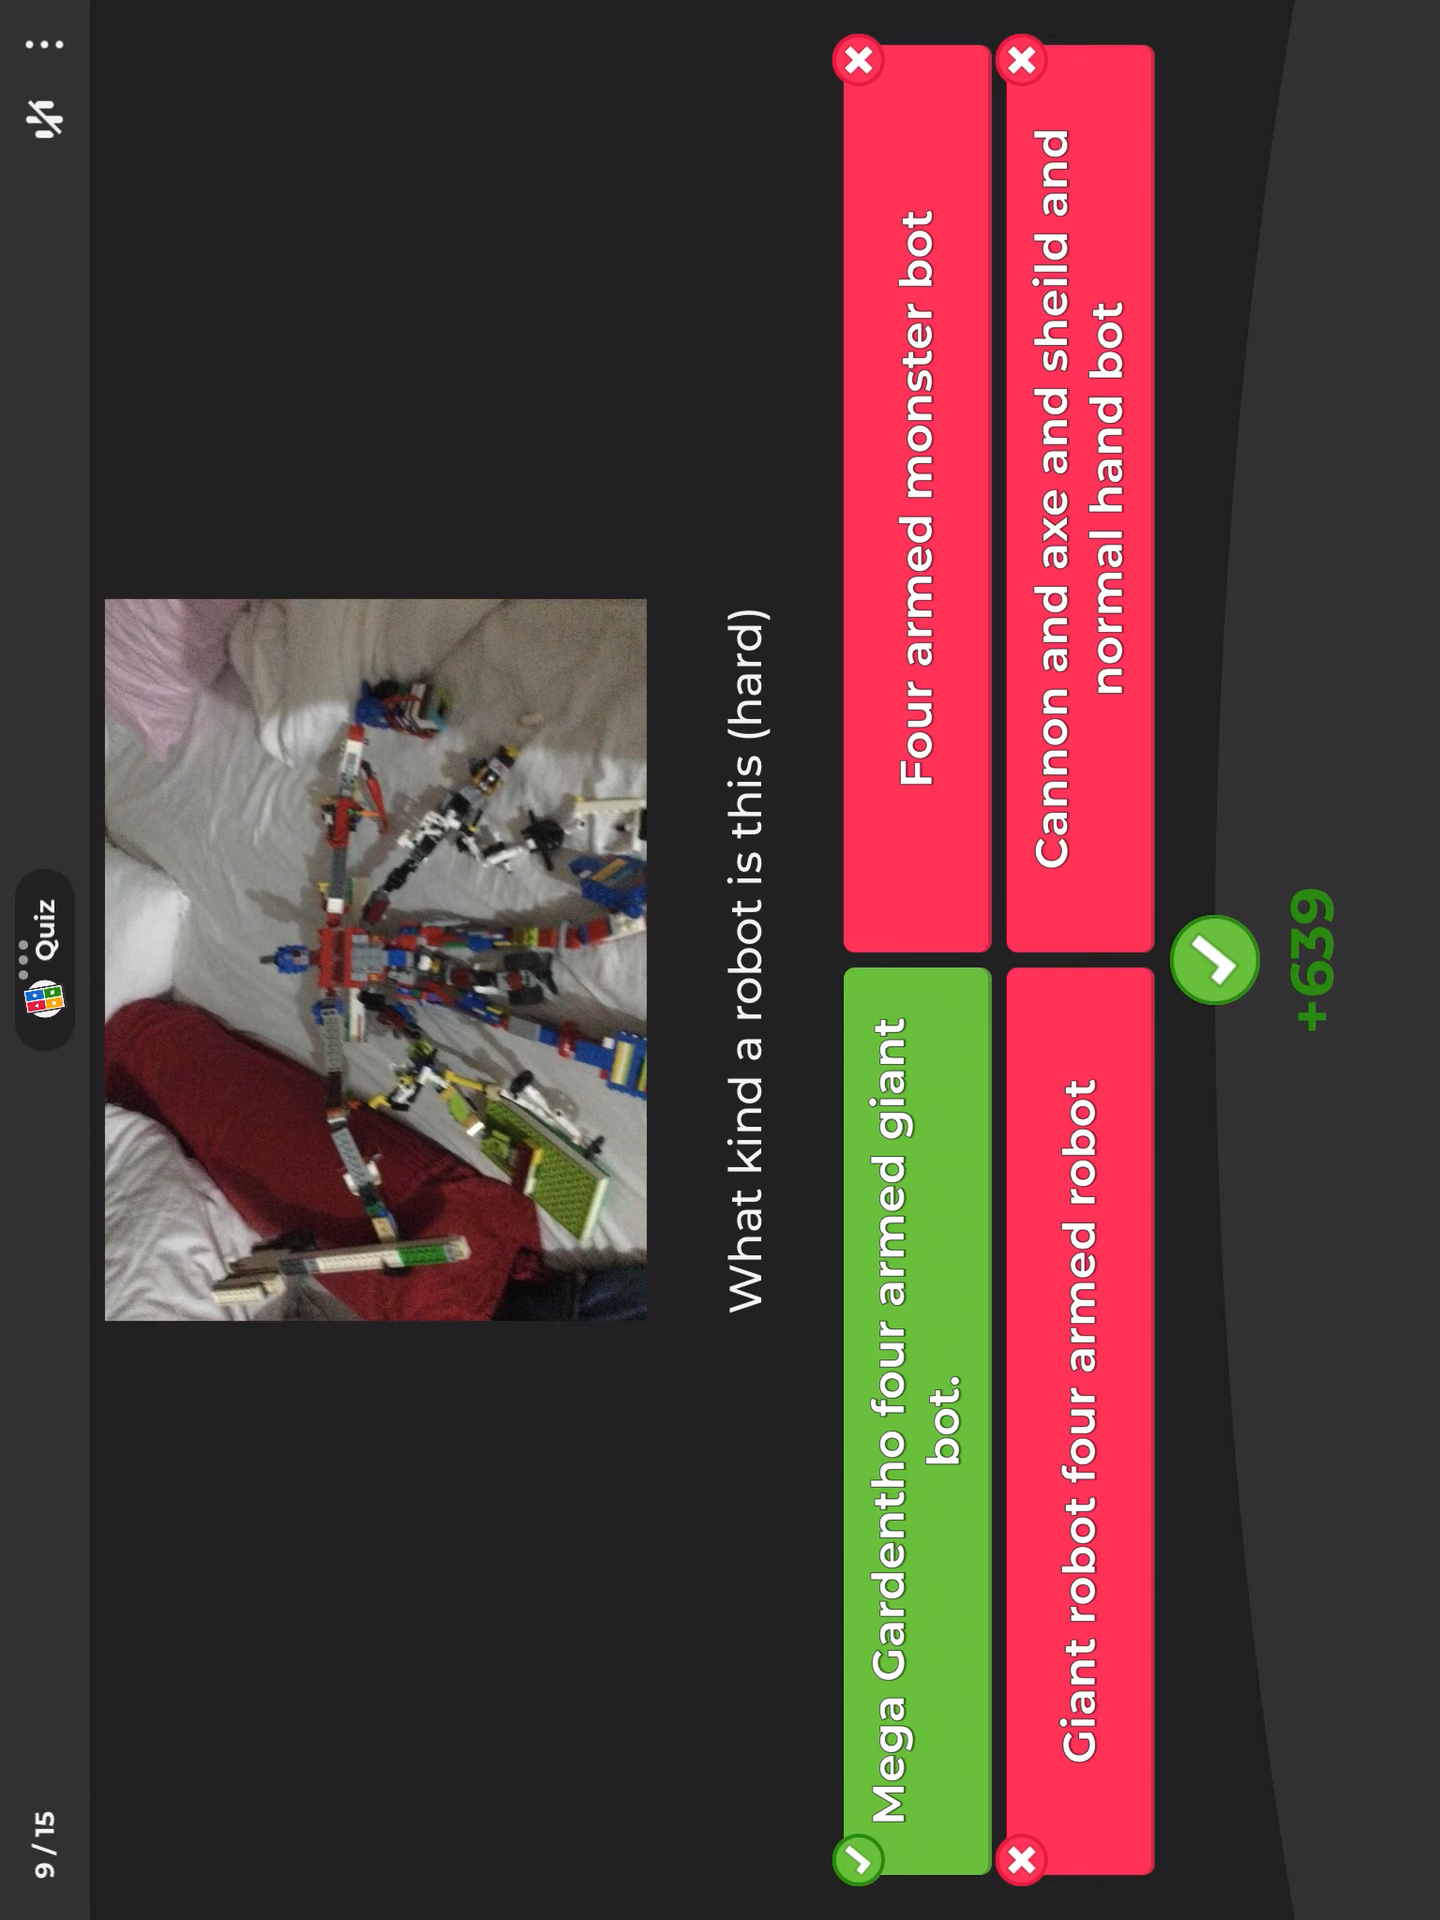 9/15
Quiz
What kind a robot is this (hard)
Mega Gardentho four armed giant
bot.
Four armed monster bot
Giant robot four armed robot
Cannon and axe and sheild and
normal hand bot
+639